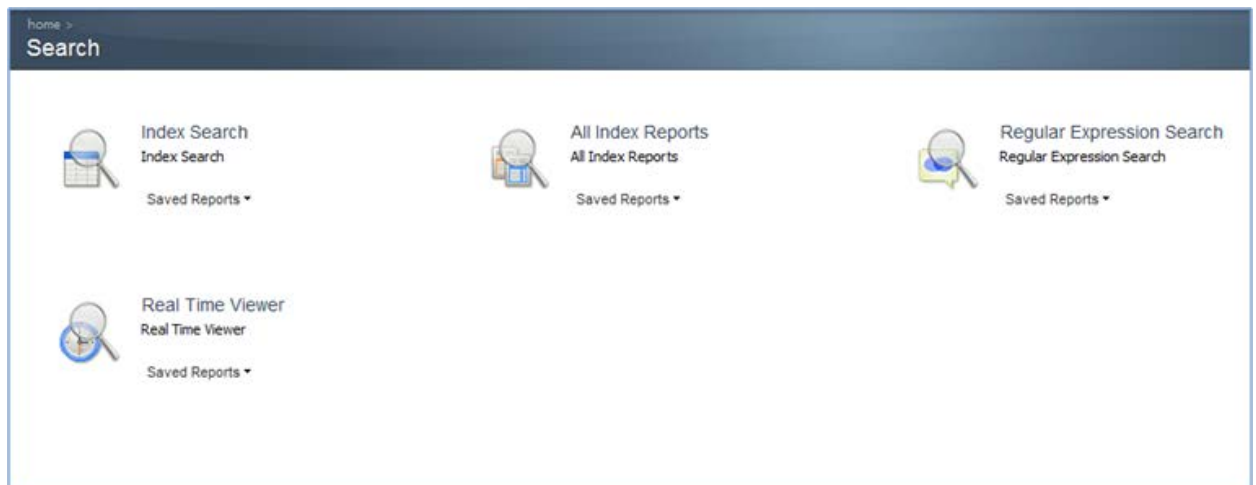 home >
Search
Index Search
Index Search
Saved Reports
All Index Reports
All Index Reports
Saved Reports
Regular Expression Search
Regular Expression Search
Saved Reports
Real Time Viewer
Real Time Viewer
Saved Reports